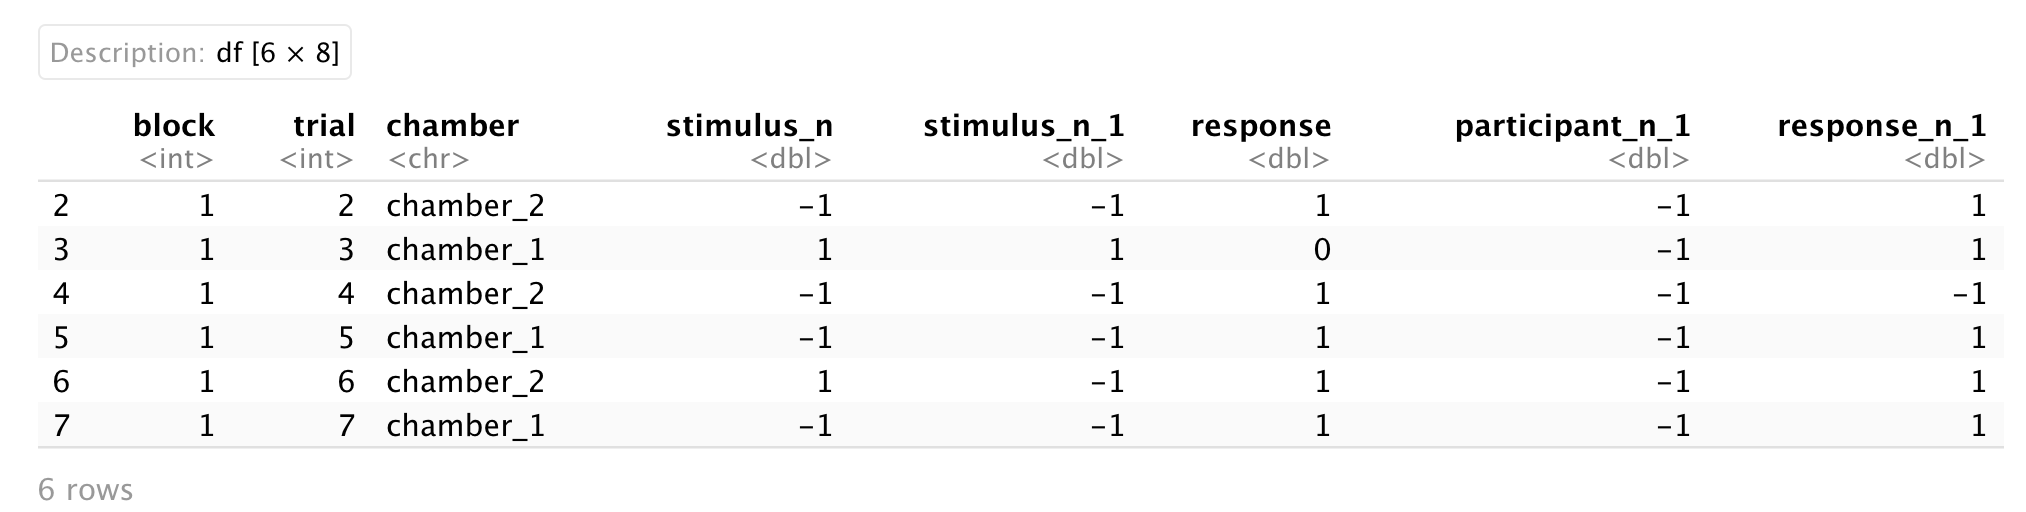 Description: df [6 × 8]
block trial chamber stimulus_n stimulus_n_1 response participant_n_1 response_n_1
<int> <int> <chr> <dbl> <dbl> <dbl> <dbl> <dbl>
2 1 2 chamber_2 -1 -1 1 -1 1
3 1 3 chamber_1 1 1 0 -1 1
4 1 4 chamber_2 -1 -1 1 -1 -1
5 1 5 chamber_1 -1 -1 1 -1 1
6 1 6 chamber_2 1 -1 1 -1 1
7 1 7 chamber_1 -1 -1 1 -1 1
6 rows